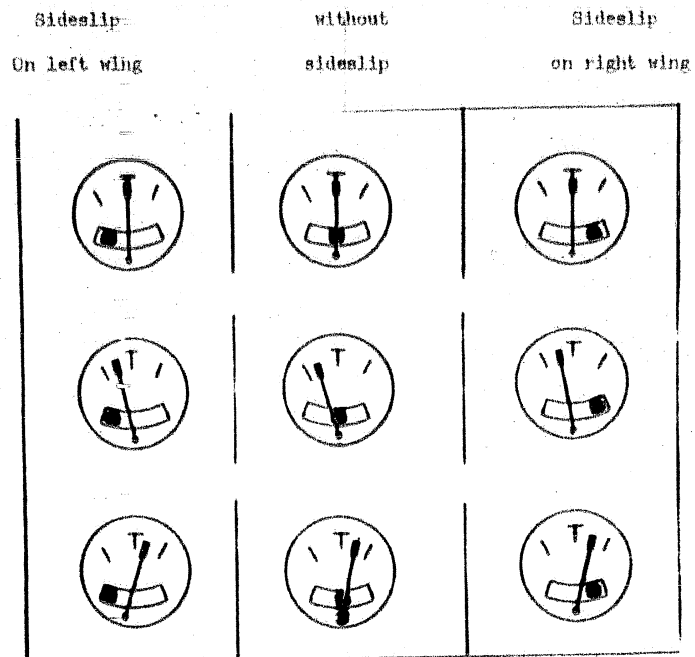 Sideslip
On left wing
without
sideslip
Sideslip
on right wing